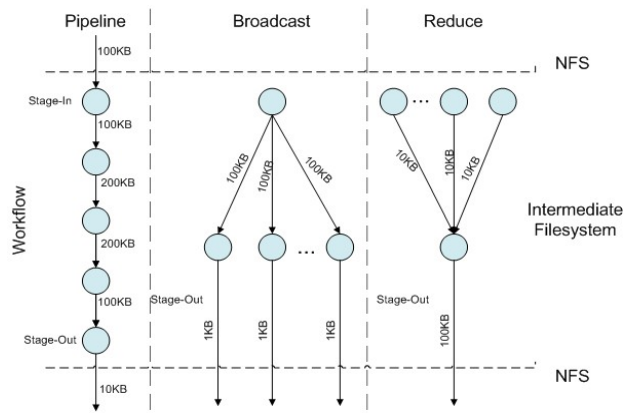 Pipeline
Broadcast
Reduce
100KB
NFS
Stage-In
...
100KB
100KB
100KB
100KB
10KB
10KB
10KB
200KB
Workflow
200KB
Intermediate
Filesystem
...
100KB
Stage-Out
Stage-Out
Stage-Out
1KB
1KB
1KB
100KB
10KB
NFS